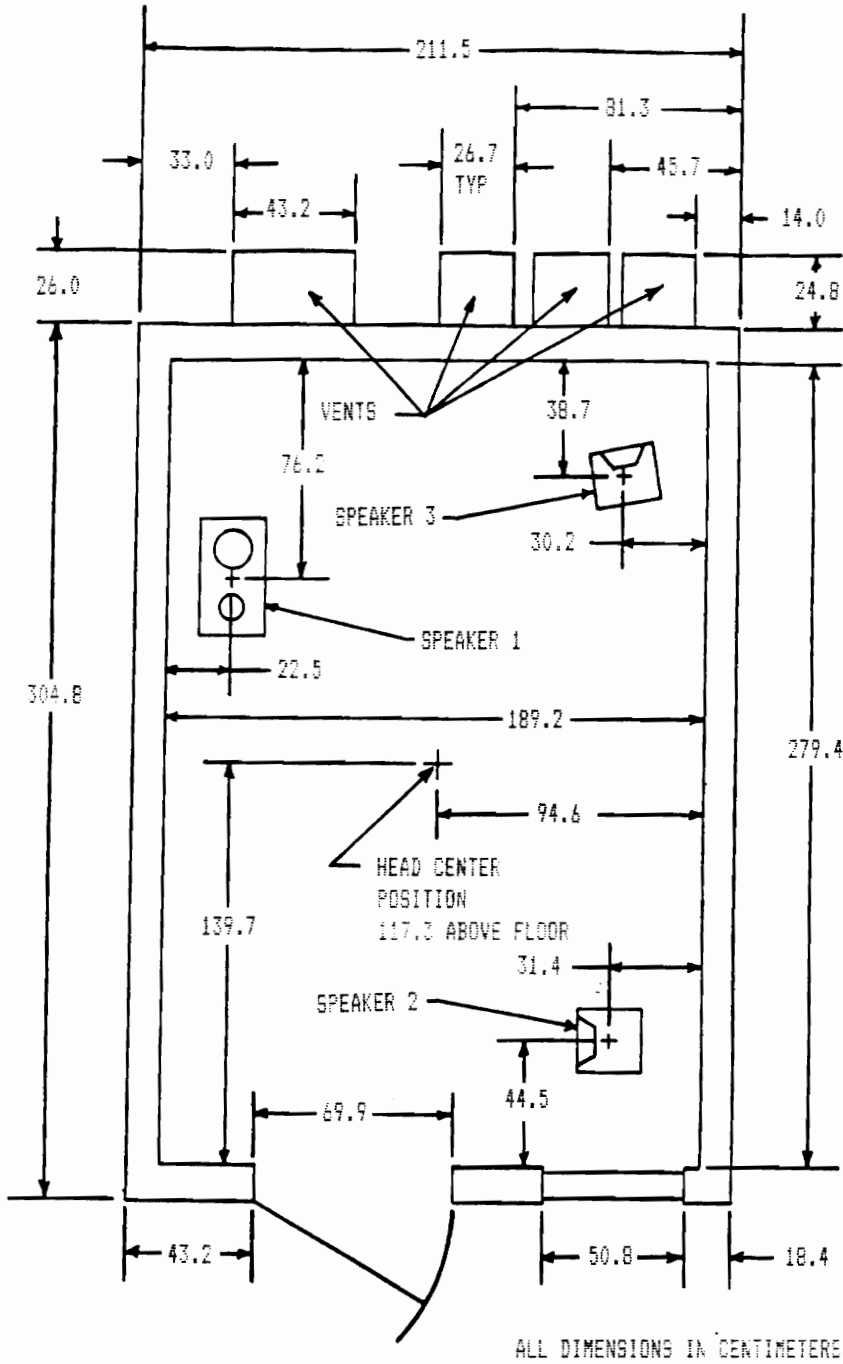 211.5
81.3
33.0
26.7
TYP
45.7
43.2
14.0
26.0
24.8
VENTS
38.7
76.2
SPEAKER 3
30.2
SPEAKER 1
22.5
304.8
189.2
279.4
94.6
HEAD CENTER
POSITION
117.3 ABOVE FLOOR
139.7
31.4
SPEAKER 2
44.5
69.9
43.2
50.8
18.4
ALL DIMENSIONS IN CENTIMETERS